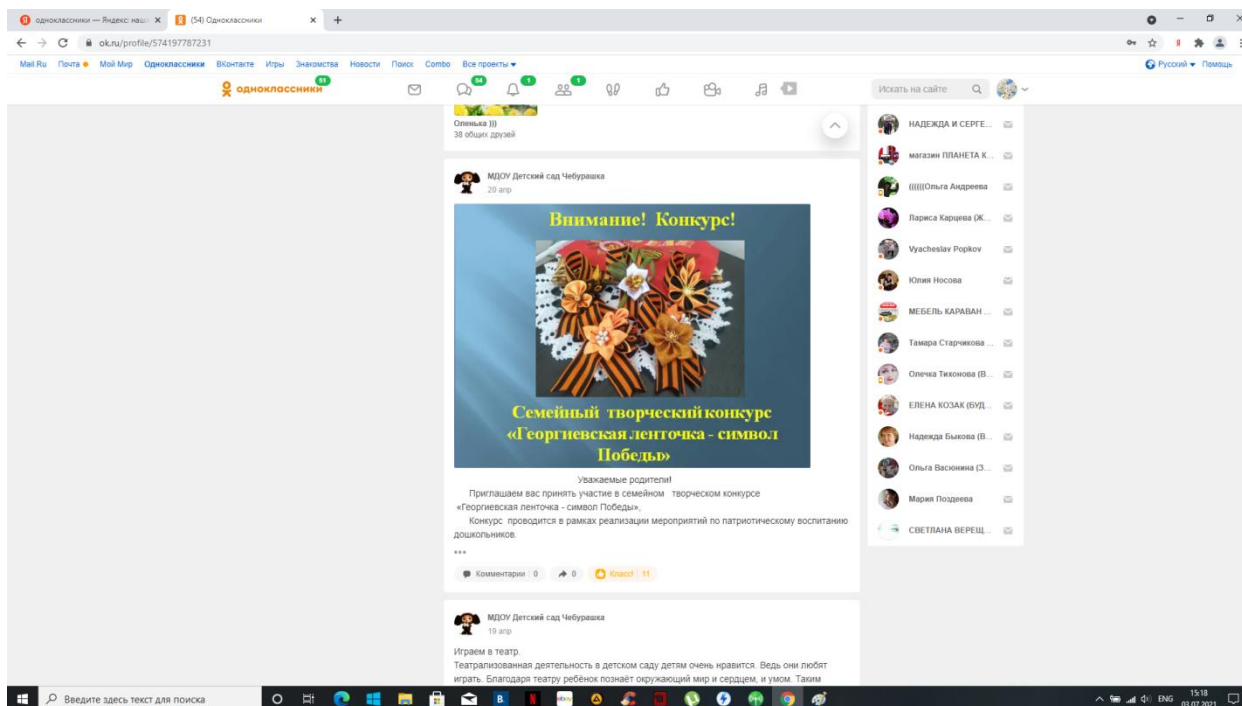 одноклассники — Яндекс: наш
(54) Одноклассники
ok.ru/profile/574197787231
Mail.Ru Почта Мой Мир Одноклассники ВКонтакте Игры Знакомства Новости Поиск Combo Все проекты Русский Помощь
одноклассники 51 54 1 1 Искать на сайте
Оленька )))
38 общих друзей
МДОУ Детский сад Чебурашка
20 апр
Внимание! Конкурс!
Семейный творческий конкурс
«Георгиевская ленточка - символ
Победы»
Уважаемые родители!
Приглашаем вас принять участие в семейном творческом конкурсе
«Георгиевская ленточка - символ Победы»,
Конкурс проводится в рамках реализации мероприятий по патриотическому воспитанию
дошкольников.
Комментарии 0 0 Класс! 11
МДОУ Детский сад Чебурашка
19 апр
Играем в театр.
Театрализованная деятельность в детском саду детям очень нравится. Ведь они любят
играть. Благодаря театру ребёнок познаёт окружающий мир и сердцем, и умом. Таким
НАДЕЖДА И СЕРГЕ...
магазин ПЛАНЕТА К...
((((((Ольга Андреева
Лариса Карцева (Ж...
Vyacheslav Popkov
Юлия Носова
МЕБЕЛЬ КАРАВАН ...
Тамара Старчикова ...
Олечка Тихонова (В...
ЕЛЕНА КОЗАК (БУД...
Надежда Быкова (В...
Ольга Васюнина (З...
Мария Поздеева
СВЕТЛАНА ВЕРЕЩ...
Введите здесь текст для поиска
ebay
ENG
15:18
03.07.2021